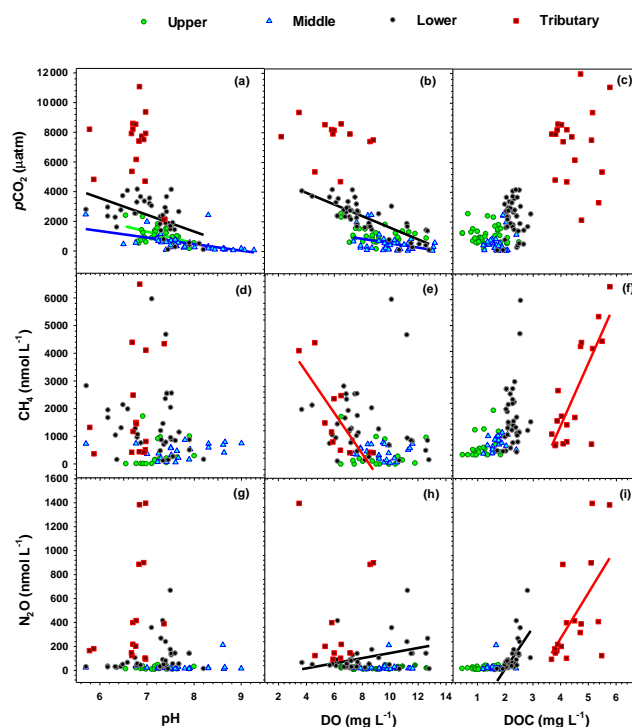 Upper Middle Lower Tributary
12000
10000
8000
6000
4000
2000
0
pCO₂ (µatm)
(a) (b) (c)
6000
5000
4000
3000
2000
1000
0
CH₄ (nmol L⁻¹)
(d) (e) (f)
1600
1400
1200
1000
800
600
400
200
0
N₂O (nmol L⁻¹)
(g) (h) (i)
6 7 8 9 2 4 6 8 10 12 14 1 2 3 4 5 6
pH DO (mg L⁻¹) DOC (mg L⁻¹)